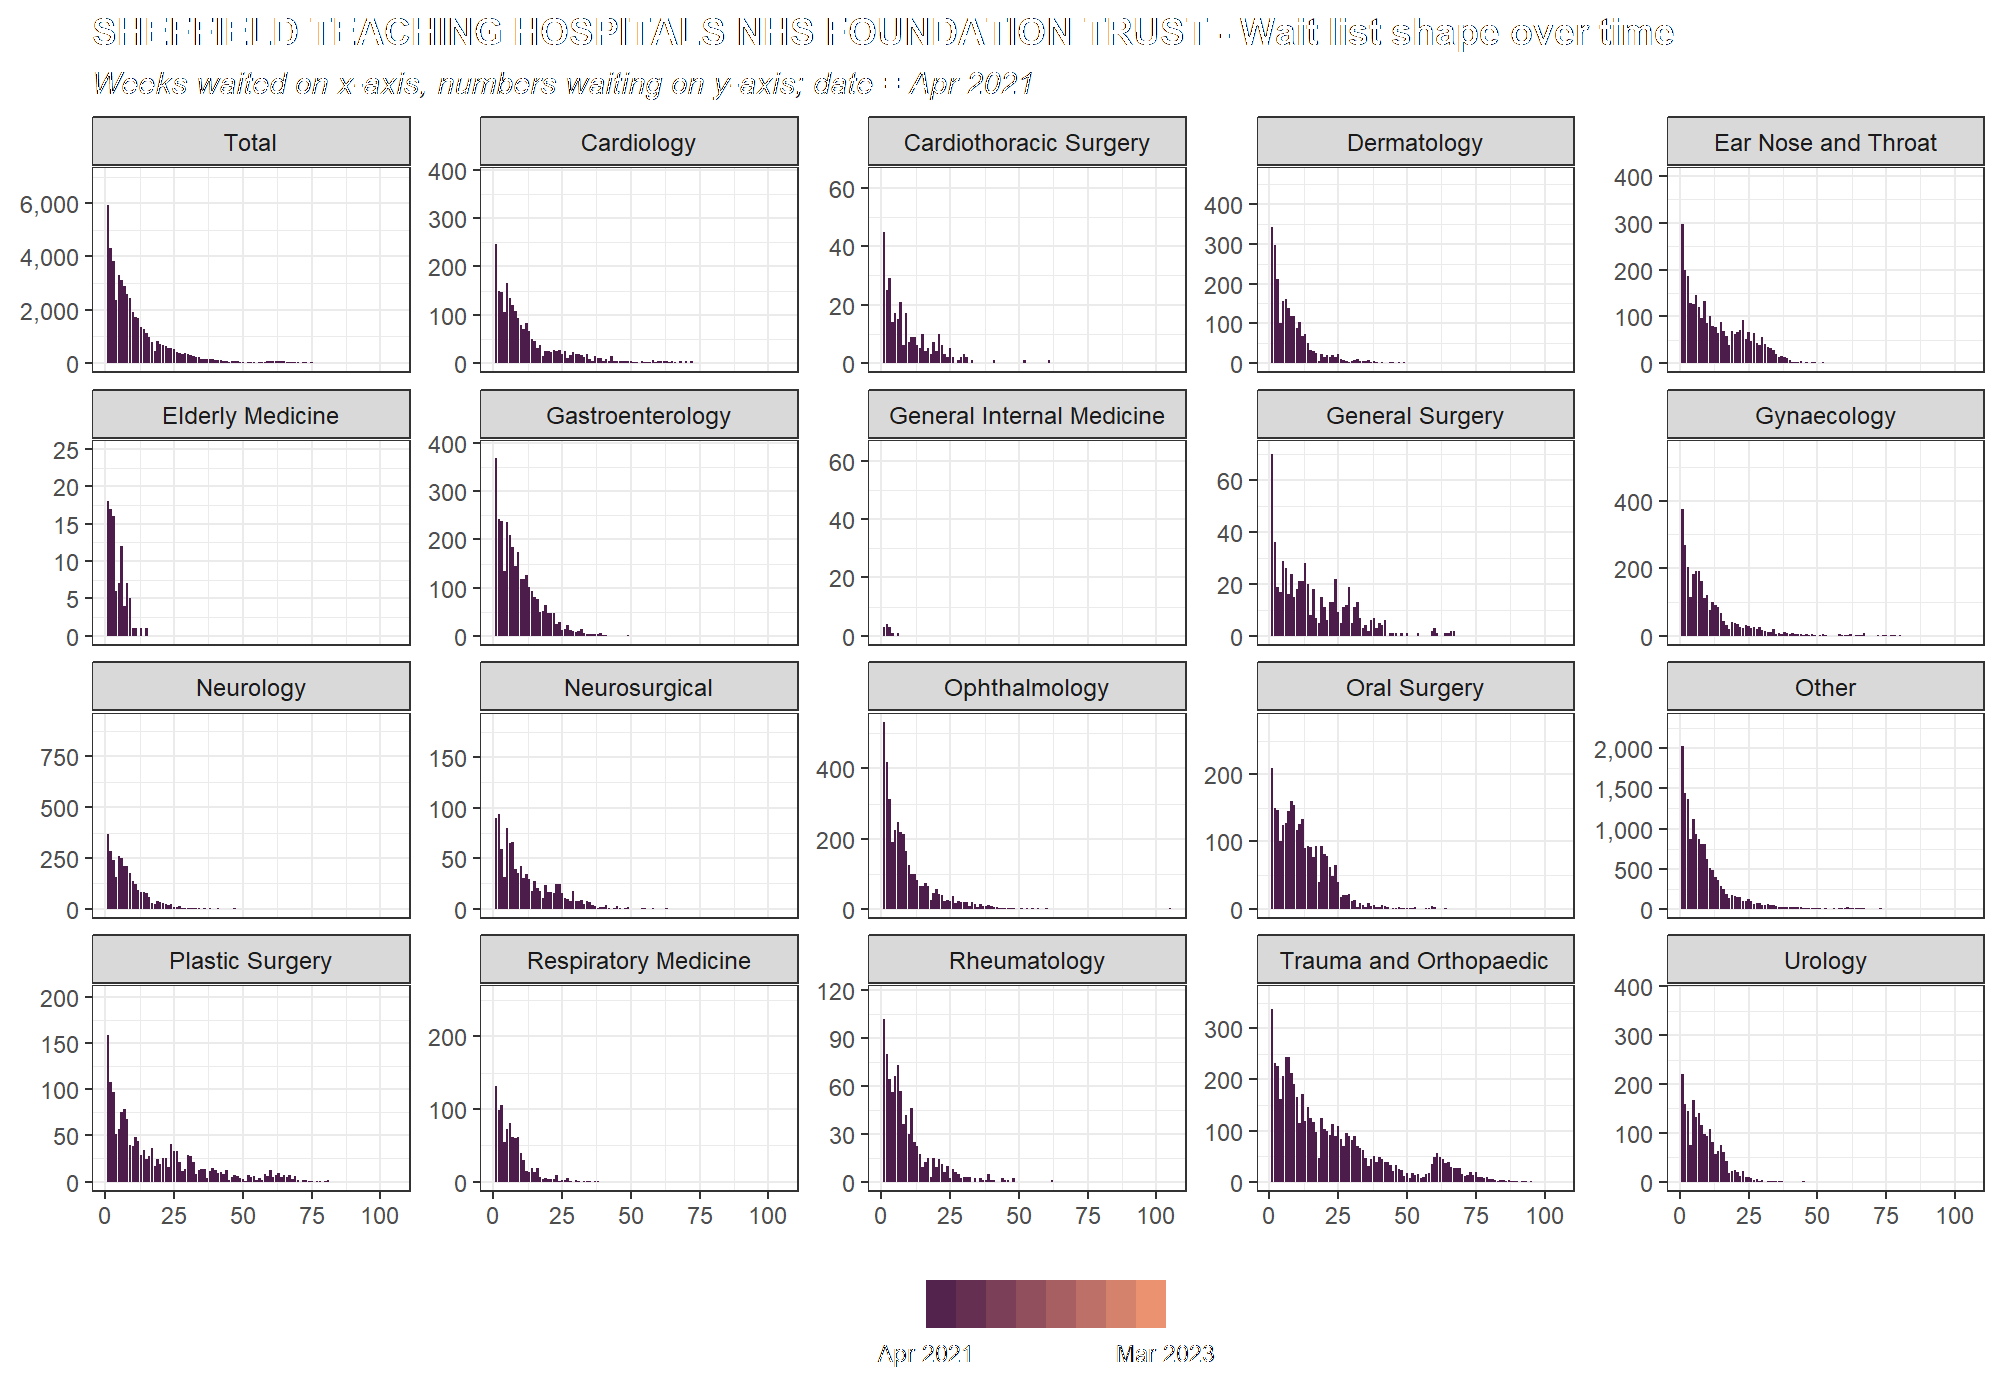 SHEFFIELD TEACHING HOSPITALS NHS FOUNDATION TRUST - Wait list shape over time
Weeks waited on x-axis, numbers waiting on y-axis; date = Apr 2021
Total
Cardiology
Cardiothoracic Surgery
Dermatology
Ear Nose and Throat
6,000
4,000
2,000
0
400
300
200
100
0
60
40
20
0
400
300
200
100
0
400
300
200
100
0
Elderly Medicine
Gastroenterology
General Internal Medicine
General Surgery
Gynaecology
25
20
15
10
5
0
400
300
200
100
0
60
40
20
0
60
40
20
0
400
200
0
Neurology
Neurosurgical
Ophthalmology
Oral Surgery
Other
750
500
250
0
150
100
50
0
400
200
0
200
100
0
2,000
1,500
1,000
500
0
Plastic Surgery
Respiratory Medicine
Rheumatology
Trauma and Orthopaedic
Urology
200
150
100
50
0
200
100
0
120
90
60
30
0
300
200
100
0
400
300
200
100
0
0 25 50 75 100
0 25 50 75 100
0 25 50 75 100
0 25 50 75 100
0 25 50 75 100
Apr 2021
Mar 2023